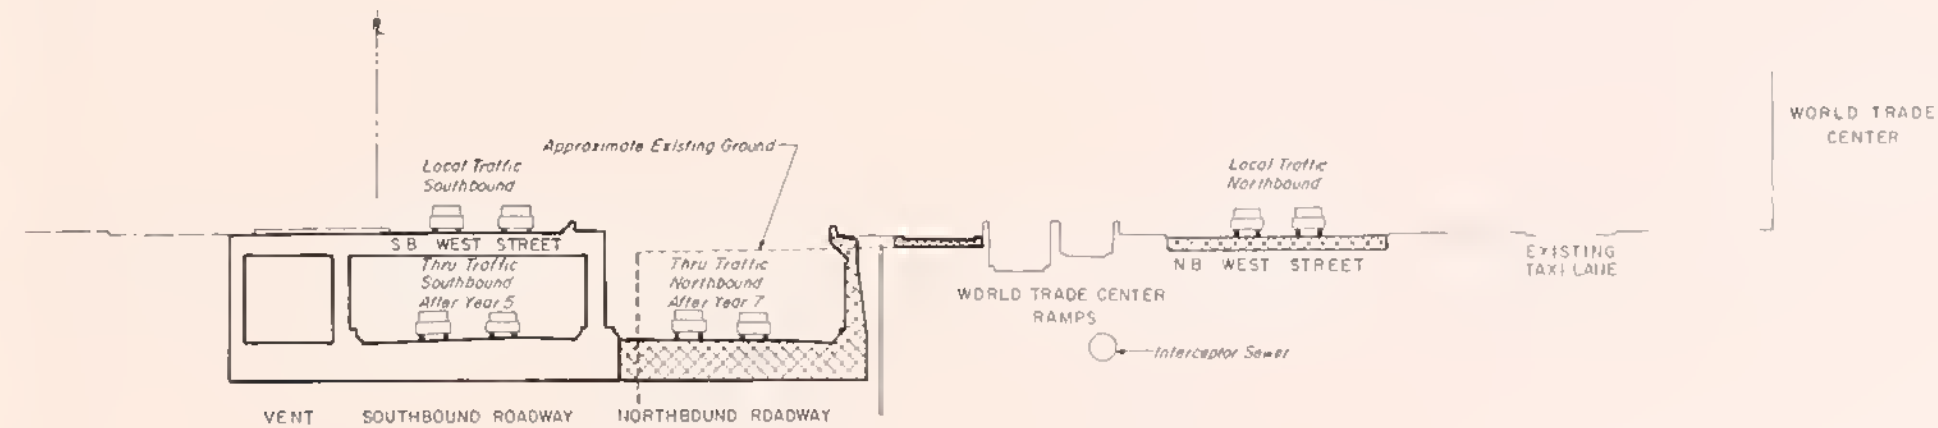 WORLD TRADE
CENTER
Approximate Existing Ground
Local Traffic
Southbound
Local Traffic
Northbound
S B WEST STREET
Thru Traffic
Southbound
After Year 5
Thru Traffic
Northbound
After Year 7
N B WEST STREET
EXISTING
TAXI LANE
WORLD TRADE CENTER
RAMPS
Interceptor Sewer
VENT
SOUTHBOUND ROADWAY
NORTHBOUND ROADWAY